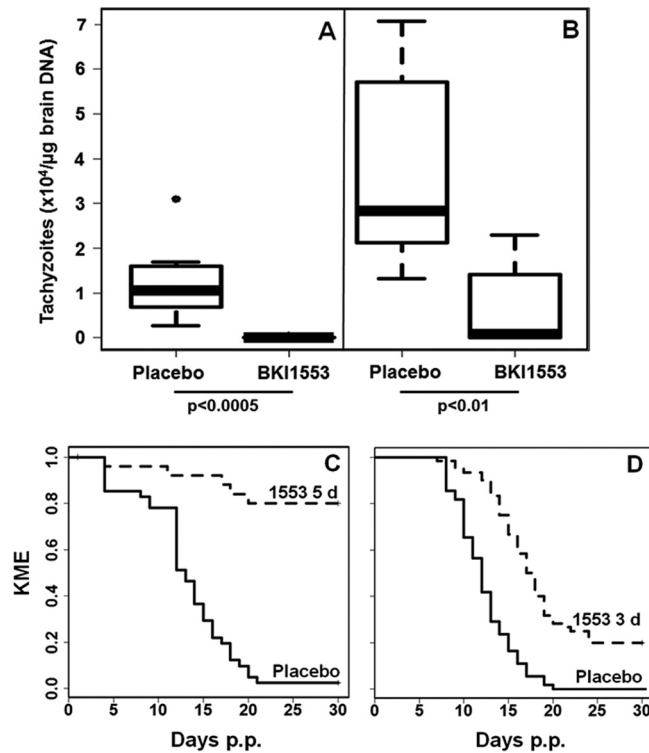 A
B
Tachyzoites (x10⁴/µg brain DNA)
7
6
5
4
3
2
1
0
Placebo
BKI1553
Placebo
BKI1553
p<0.0005
p<0.01
C
D
KME
1.0
0.8
0.6
0.4
0.2
0.0
1553 5 d
Placebo
1553 3 d
Placebo
0 5 10 15 20 25 30
0 5 10 15 20 25 30
Days p.p.
Days p.p.